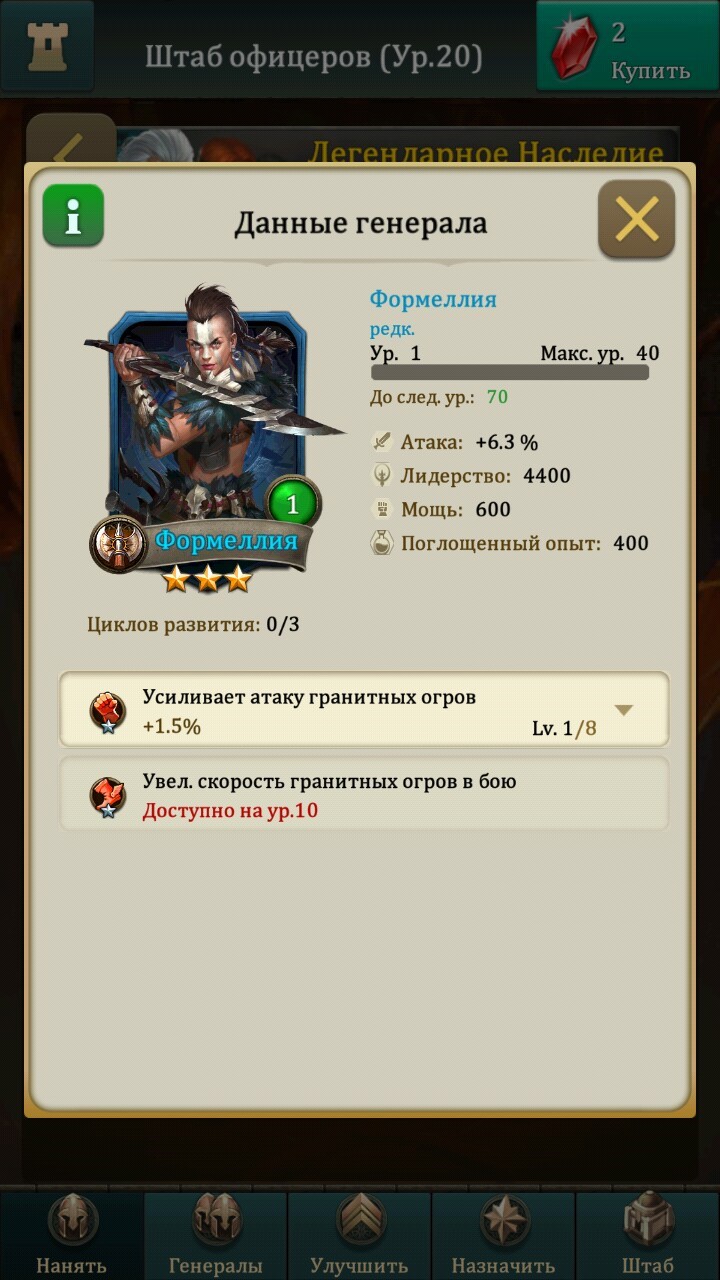 Штаб офицеров (Ур.20)
2
Купить
Легендарное Наследие
i
Данные генерала
Формеллия
редк.
Ур. 1 Макс. ур. 40
До след. ур.: 70
Атака: +6.3 %
Лидерство: 4400
Мощь: 600
Поглощенный опыт: 400
1
Формеллия
Циклов развития: 0/3
Усиливает атаку гранитных огров
+1.5% Lv. 1/8
Увел. скорость гранитных огров в бою
Доступно на ур.10
Нанять Генералы Улучшить Назначить Штаб